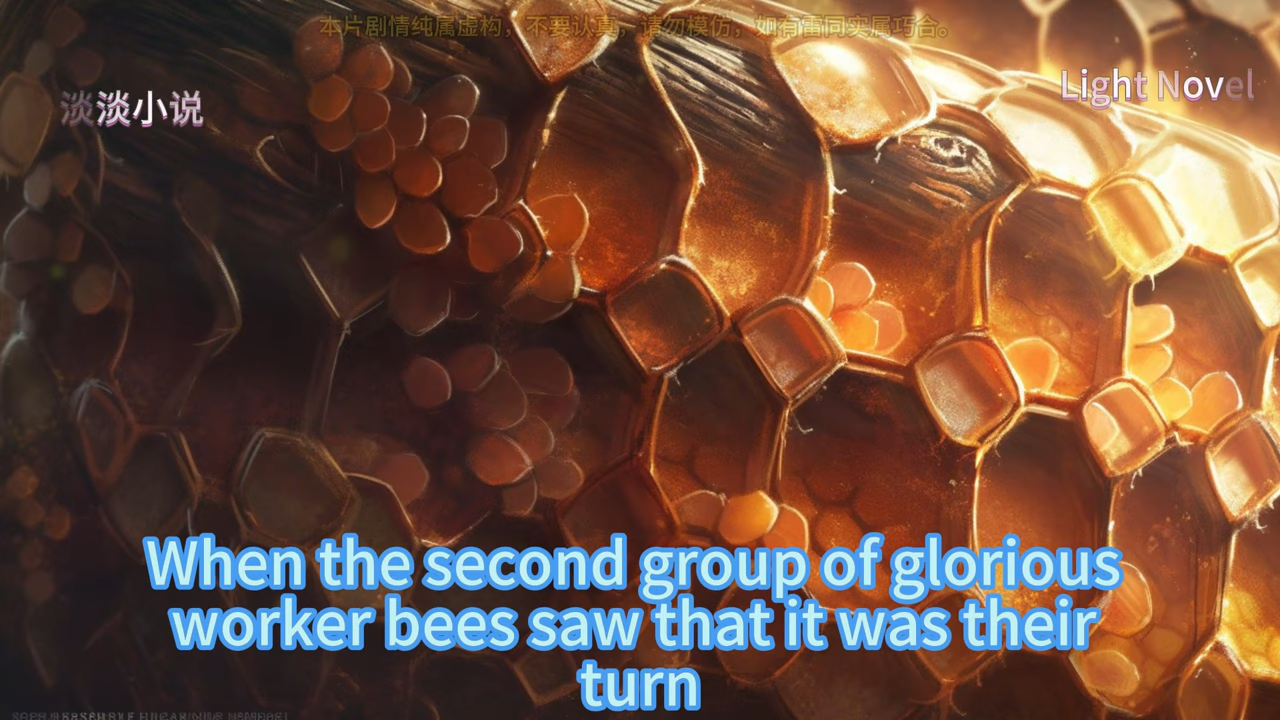 本片剧情纯属虚构，不要认真，请勿模仿，如有雷同实属巧合。
淡淡小说
Light Novel
When the second group of glorious
worker bees saw that it was their
turn